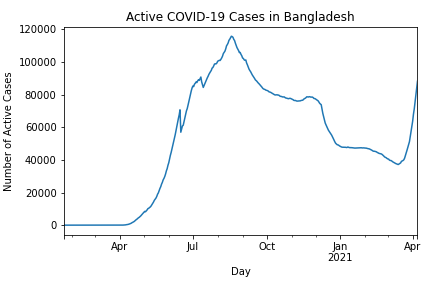 Active COVID-19 Cases in Bangladesh
Number of Active Cases
120000
100000
80000
60000
40000
20000
0
Apr
Jul
Oct
Jan
2021
Apr
Day